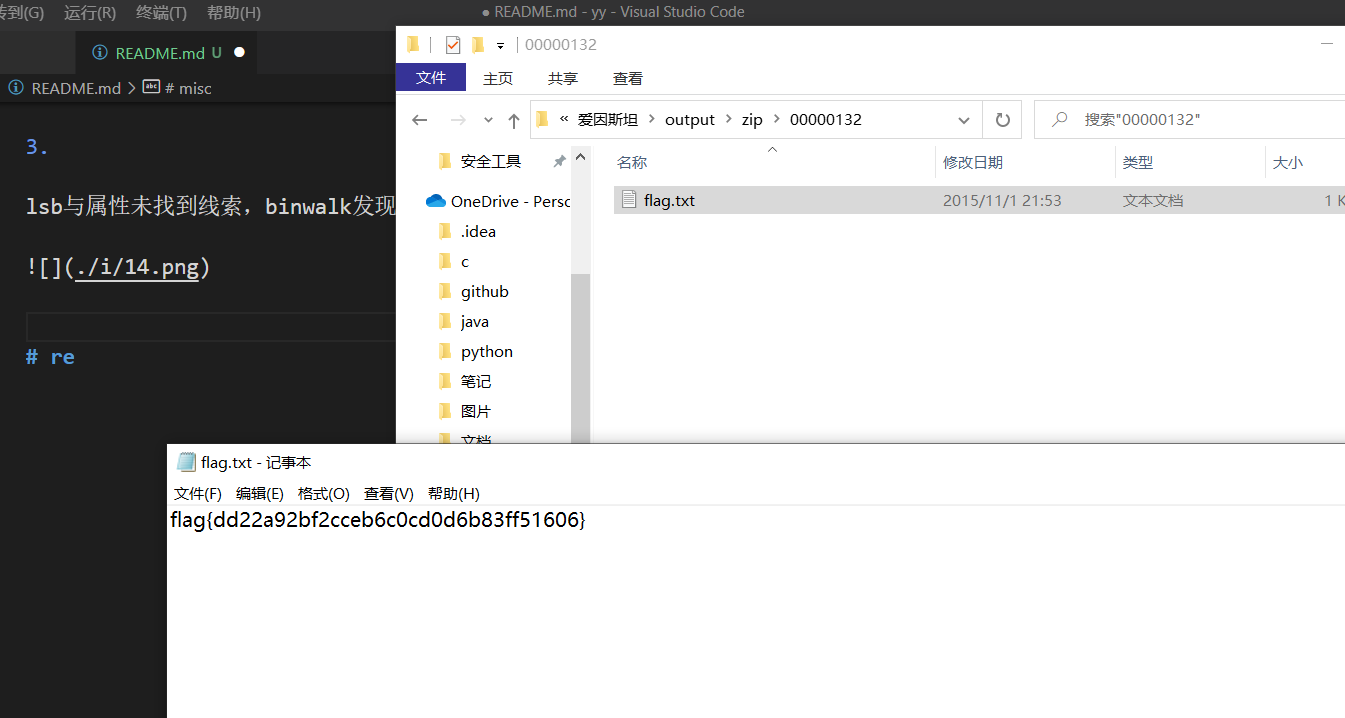 转到(G) 运行(R) 终端(T) 帮助(H) ● README.md - yy - Visual Studio Code
README.md U ●
README.md > # misc
3.
lsb与属性未找到线索，binwalk发现
![](./i/14.png)
# re
00000132
文件 主页 共享 查看
« 爱因斯坦 > output > zip > 00000132
搜索"00000132"
安全工具
OneDrive - Persc
.idea
c
github
java
python
笔记
图片
文档
名称 修改日期 类型 大小
flag.txt 2015/11/1 21:53 文本文档 1 K
flag.txt - 记事本
文件(F) 编辑(E) 格式(O) 查看(V) 帮助(H)
flag{dd22a92bf2cceb6c0cd0d6b83ff51606}